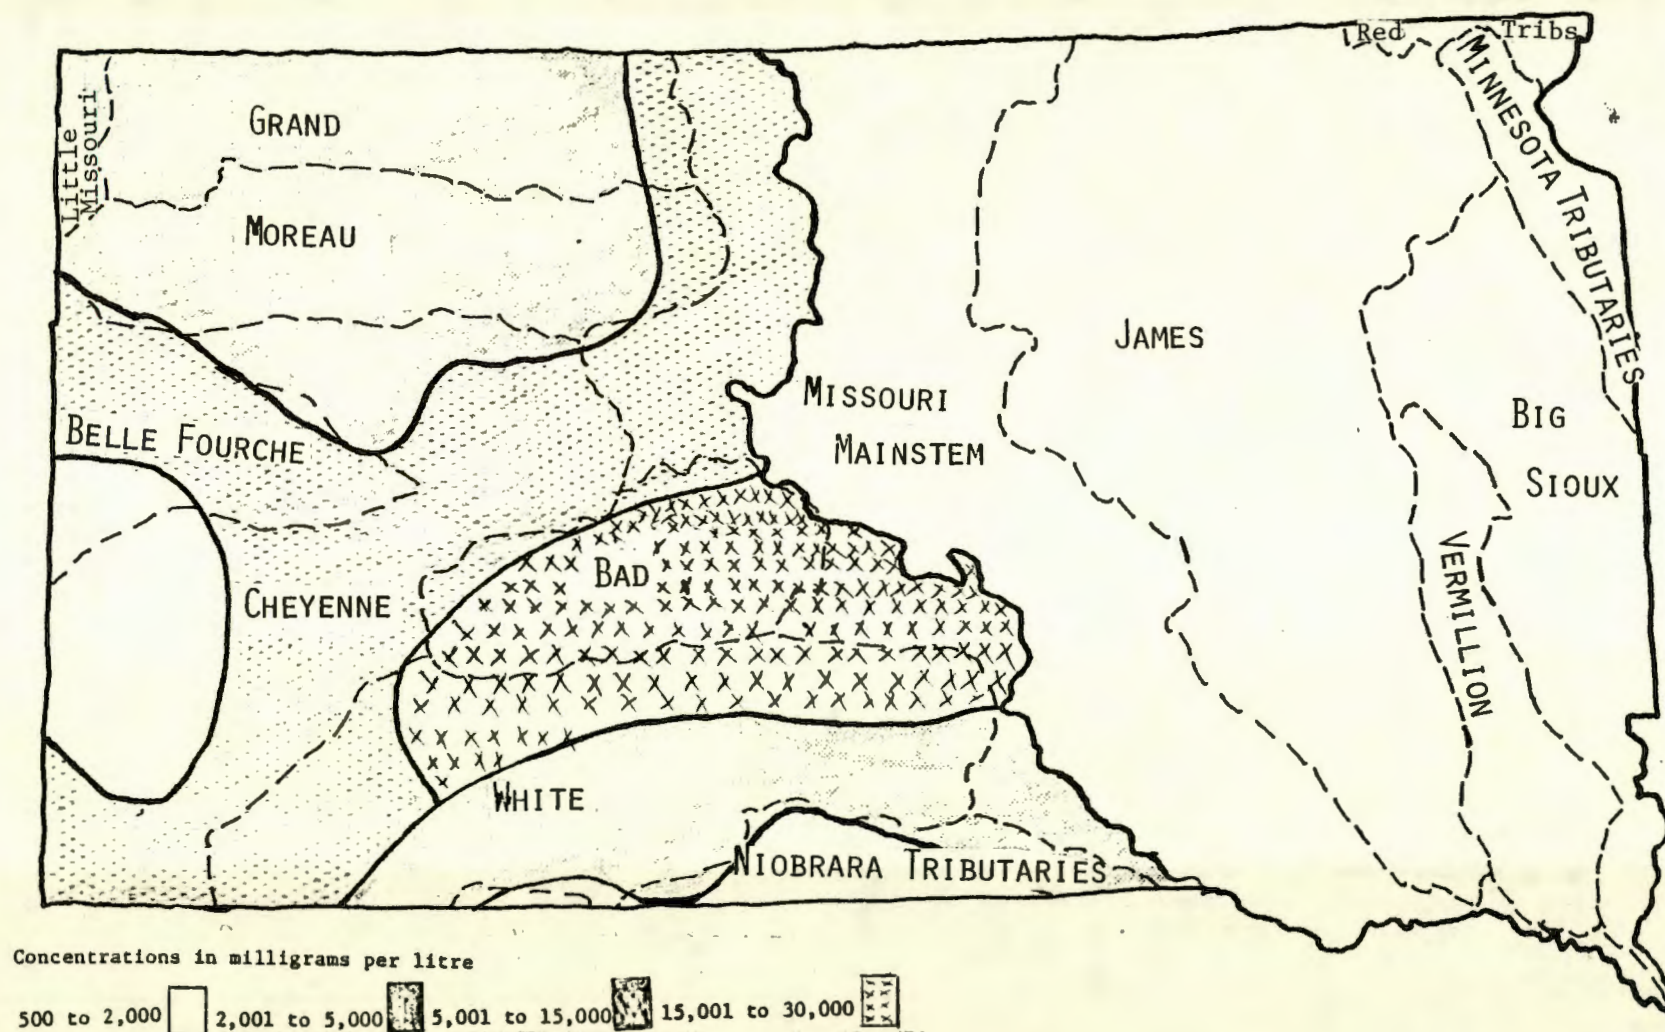 Red Tribs
Little
Missouri
GRAND
MINNESOTA TRIBUTARIES
MOREAU
JAMES
MISSOURI
MAINSTEM
BIG
SIOUX
BELLE FOURCHE
BAD
CHEYENNE
VERMILLION
WHITE
NIOBRARA TRIBUTARIES
Concentrations in milligrams per litre
500 to 2,000 2,001 to 5,000 5,001 to 15,000 15,001 to 30,000